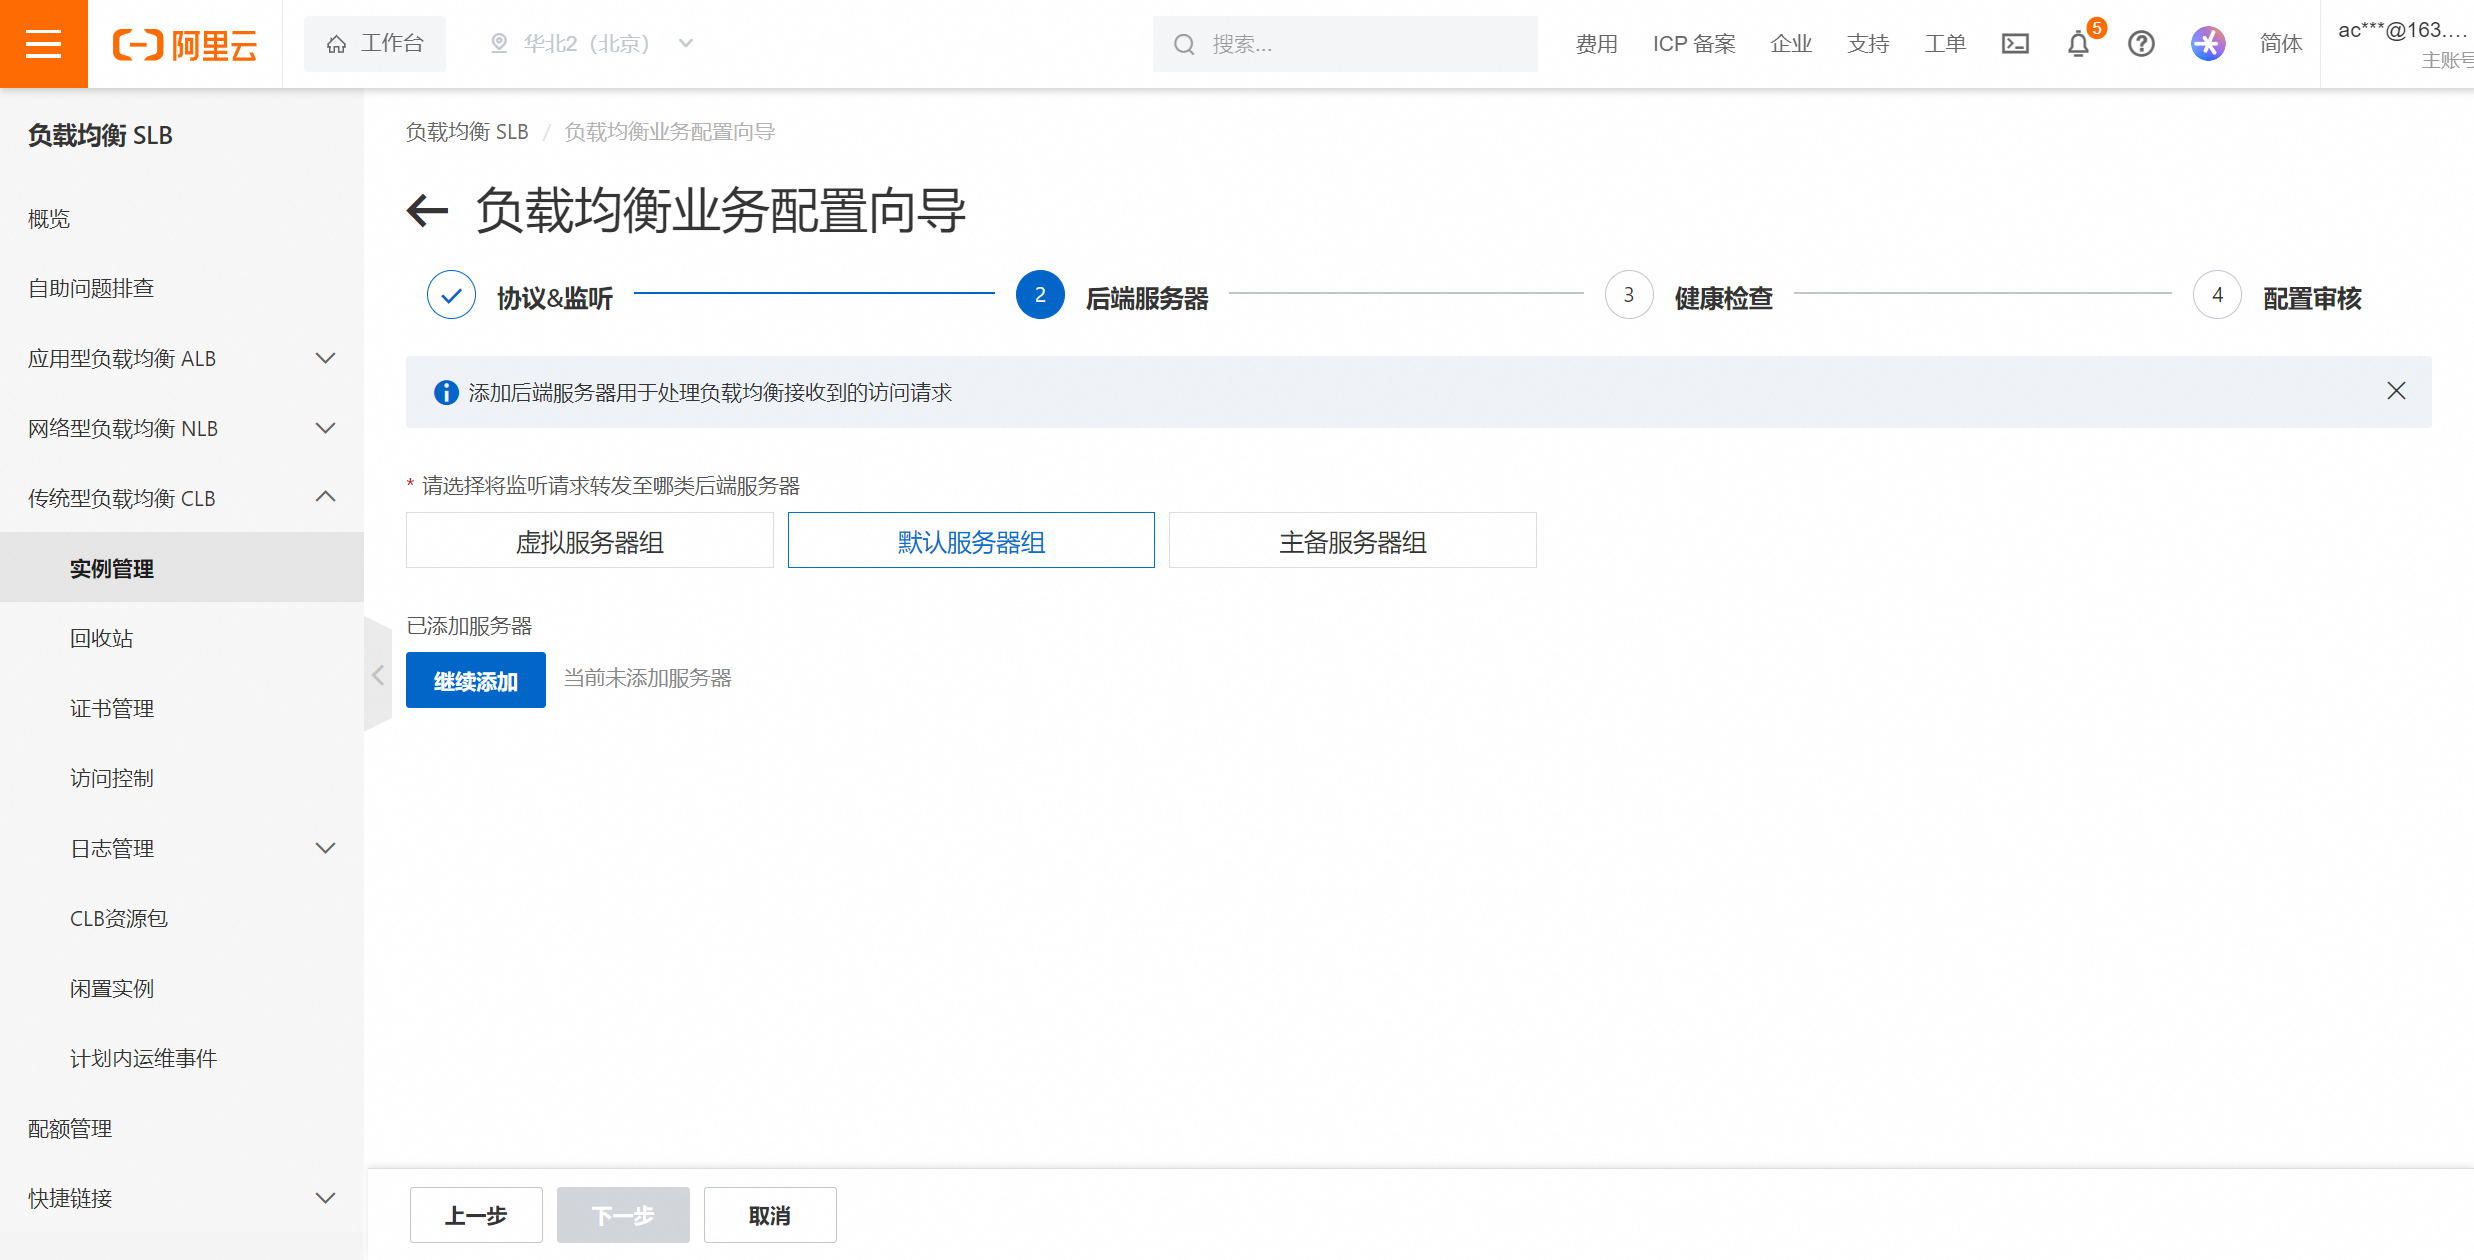 阿里云
工作台
华北2（北京）
搜索...
费用
ICP 备案
企业
支持
工单
5
简体
ac***@163....
主账号
负载均衡 SLB
概览
自助问题排查
应用型负载均衡 ALB
网络型负载均衡 NLB
传统型负载均衡 CLB
实例管理
回收站
证书管理
访问控制
日志管理
CLB资源包
闲置实例
计划内运维事件
配额管理
快捷链接
负载均衡 SLB / 负载均衡业务配置向导
负载均衡业务配置向导
协议&监听
2 后端服务器
3 健康检查
4 配置审核
添加后端服务器用于处理负载均衡接收到的访问请求
* 请选择将监听请求转发至哪类后端服务器
虚拟服务器组
默认服务器组
主备服务器组
已添加服务器
继续添加
当前未添加服务器
上一步
下一步
取消